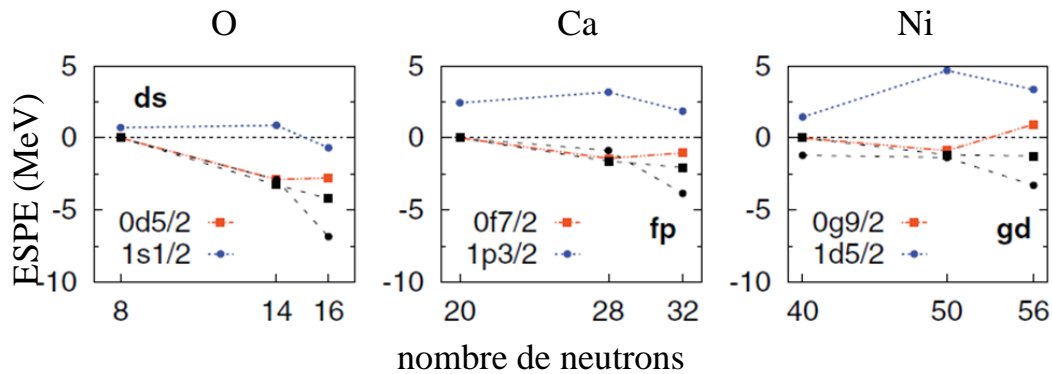 O Ca Ni
ESPE (MeV)
5
0
-5
-10
ds
0d5/2
1s1/2
8 14 16
5
0
-5
-10
0f7/2
1p3/2
fp
20 28 32
5
0
-5
-10
0g9/2
1d5/2
gd
40 50 56
nombre de neutrons